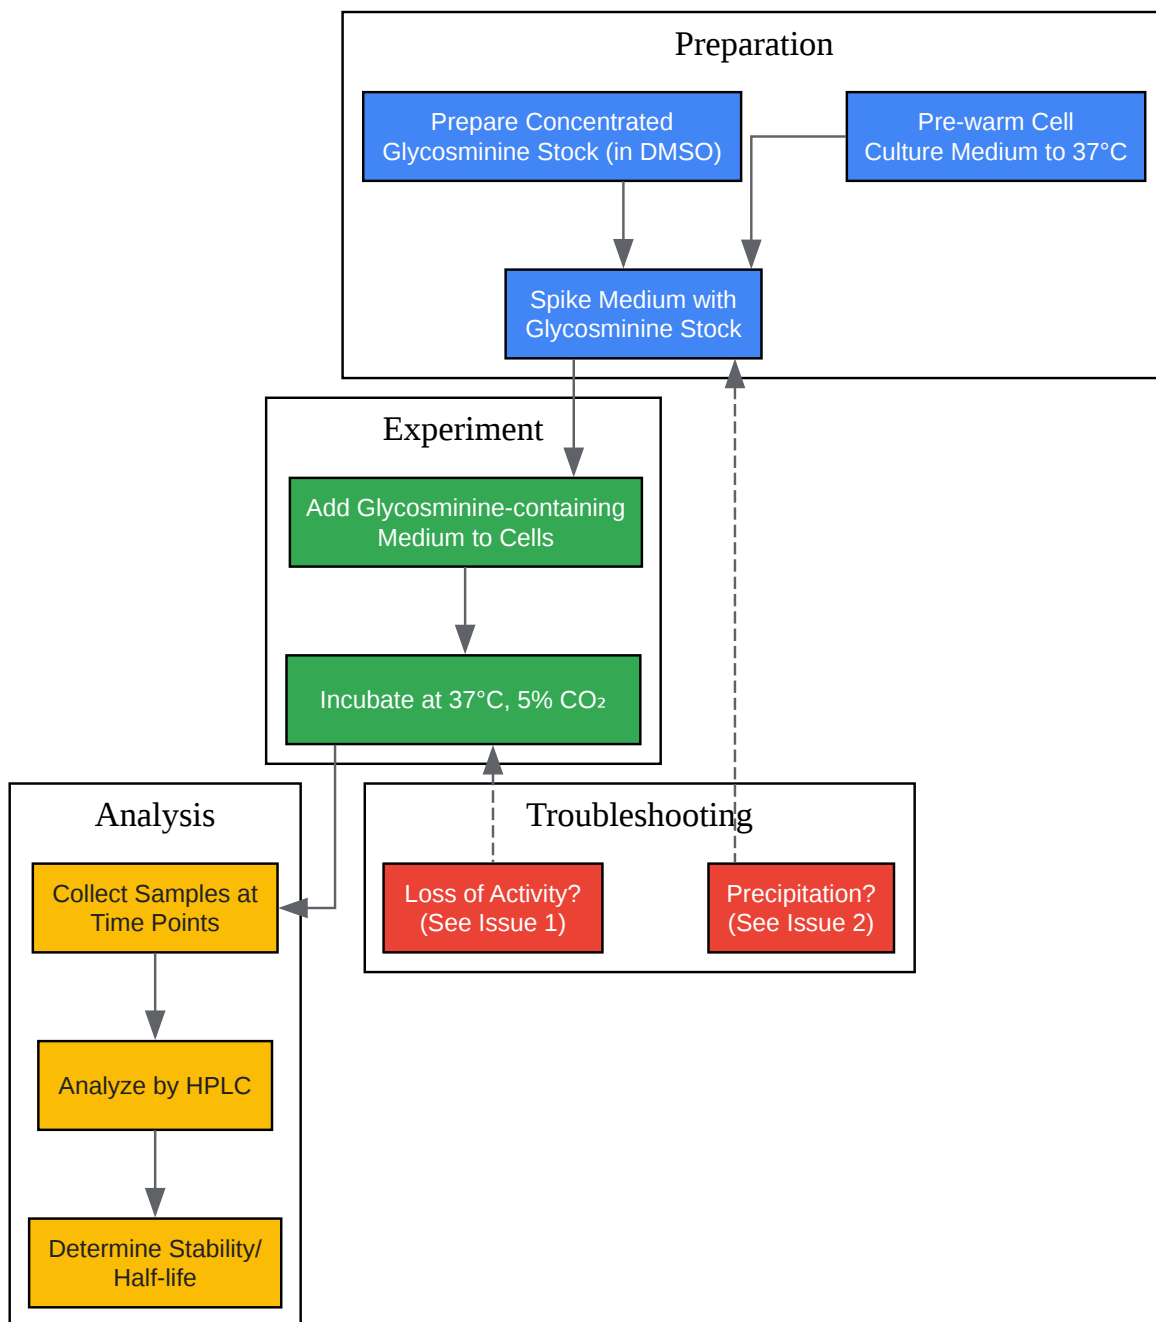 Preparation
Prepare Concentrated
Glycosminine Stock (in DMSO)
Pre-warm Cell
Culture Medium to 37°C
Spike Medium with
Glycosminine Stock
Experiment
Add Glycosminine-containing
Medium to Cells
Incubate at 37°C, 5% CO₂
Analysis
Collect Samples at
Time Points
Analyze by HPLC
Determine Stability/
Half-life
Troubleshooting
Loss of Activity?
(See Issue 1)
Precipitation?
(See Issue 2)